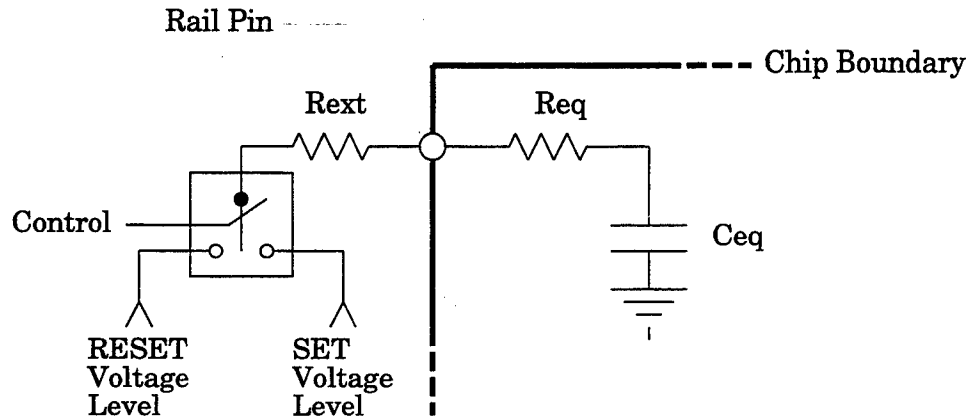 Rail Pin
Chip Boundary
Rext
Req
Control
Ceq
RESET
Voltage
Level
SET
Voltage
Level